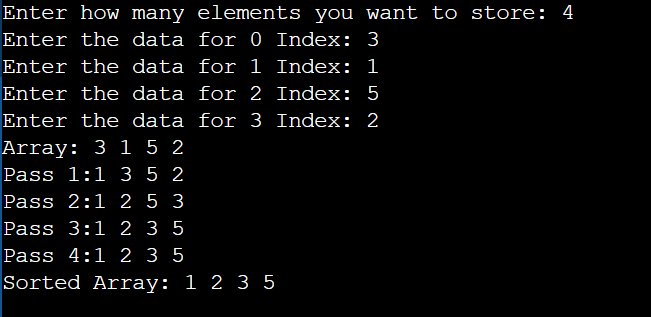 Enter how many elements you want to store: 4
Enter the data for 0 Index: 3
Enter the data for 1 Index: 1
Enter the data for 2 Index: 5
Enter the data for 3 Index: 2
Array: 3 1 5 2
Pass 1:1 3 5 2
Pass 2:1 2 5 3
Pass 3:1 2 3 5
Pass 4:1 2 3 5
Sorted Array: 1 2 3 5